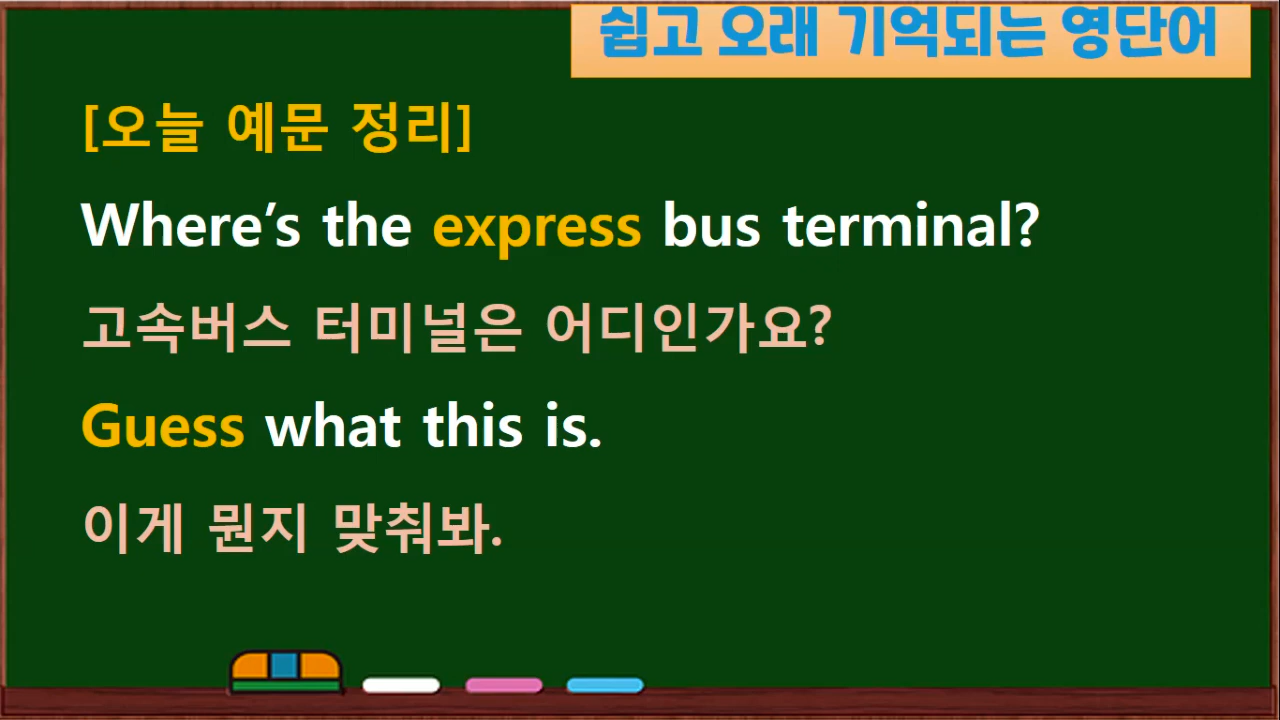 쉽고 오래 기억되는 영단어
[오늘 예문 정리]
Where’s the express bus terminal?
고속버스 터미널은 어디인가요?
Guess what this is.
이게 뭔지 맞춰봐.